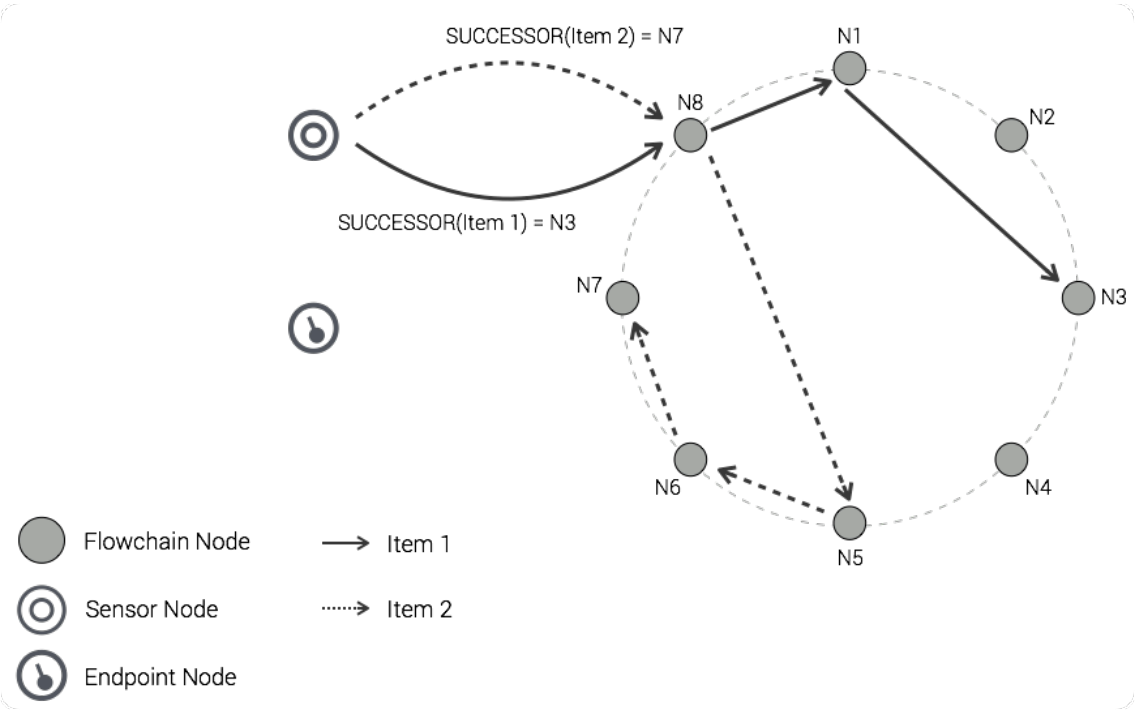 SUCCESSOR(Item 2) = N7
N1
N8
N2
SUCCESSOR(Item 1) = N3
N7
N3
N6
N4
N5
Flowchain Node
Item 1
Sensor Node
Item 2
Endpoint Node